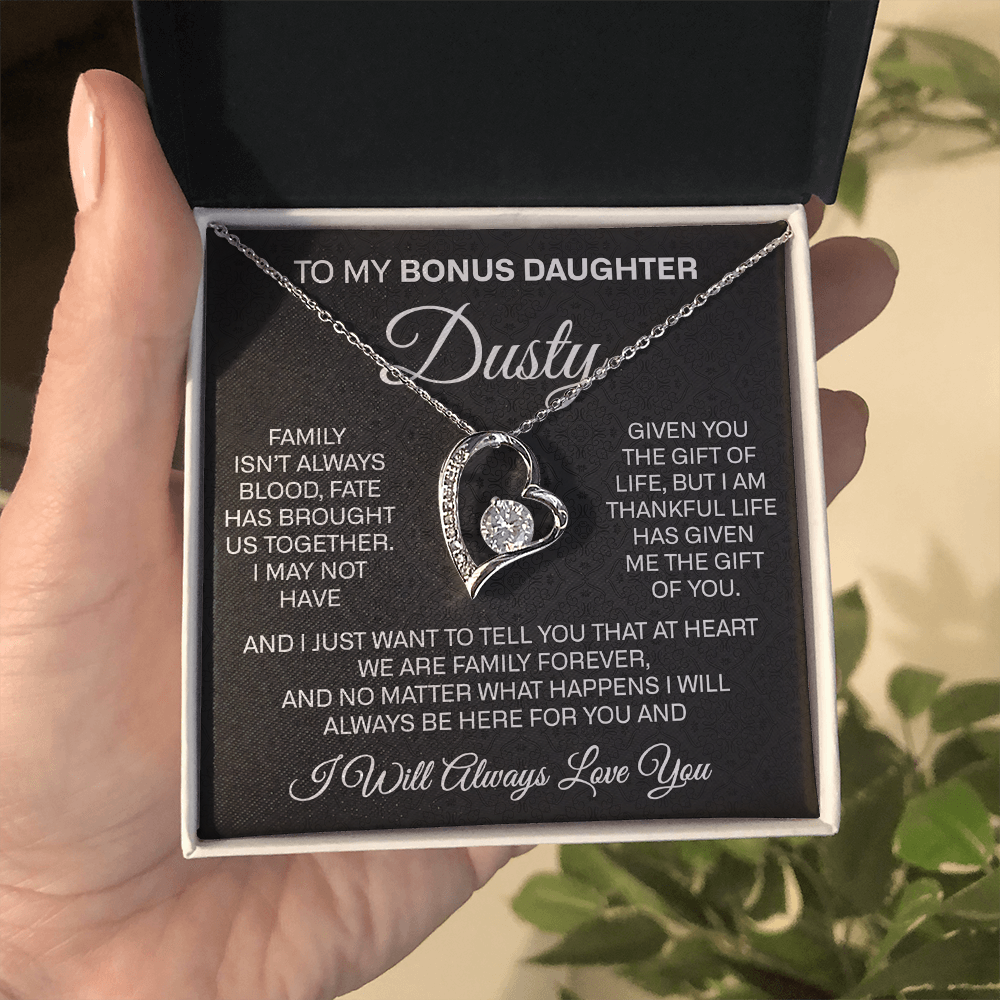 TO MY BONUS DAUGHTER
Dusty
FAMILY
ISN'T ALWAYS
BLOOD, FATE
HAS BROUGHT
US TOGETHER.
I MAY NOT
HAVE
GIVEN YOU
THE GIFT OF
LIFE, BUT I AM
THANKFUL LIFE
HAS GIVEN
ME THE GIFT
OF YOU.
AND I JUST WANT TO TELL YOU THAT AT HEART
WE ARE FAMILY FOREVER,
AND NO MATTER WHAT HAPPENS I WILL
ALWAYS BE HERE FOR YOU AND
I Will Always Love You